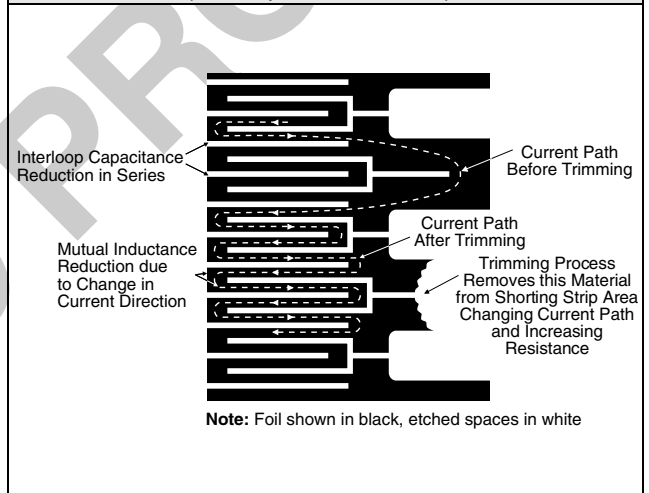 Interloop Capacitance
Reduction in Series
Current Path
Before Trimming
Mutual Inductance
Reduction due
to Change in
Current Direction
Current Path
After Trimming
Trimming Process
Removes this Material
from Shorting Strip Area
Changing Current Path
and Increasing
Resistance
Note: Foil shown in black, etched spaces in white